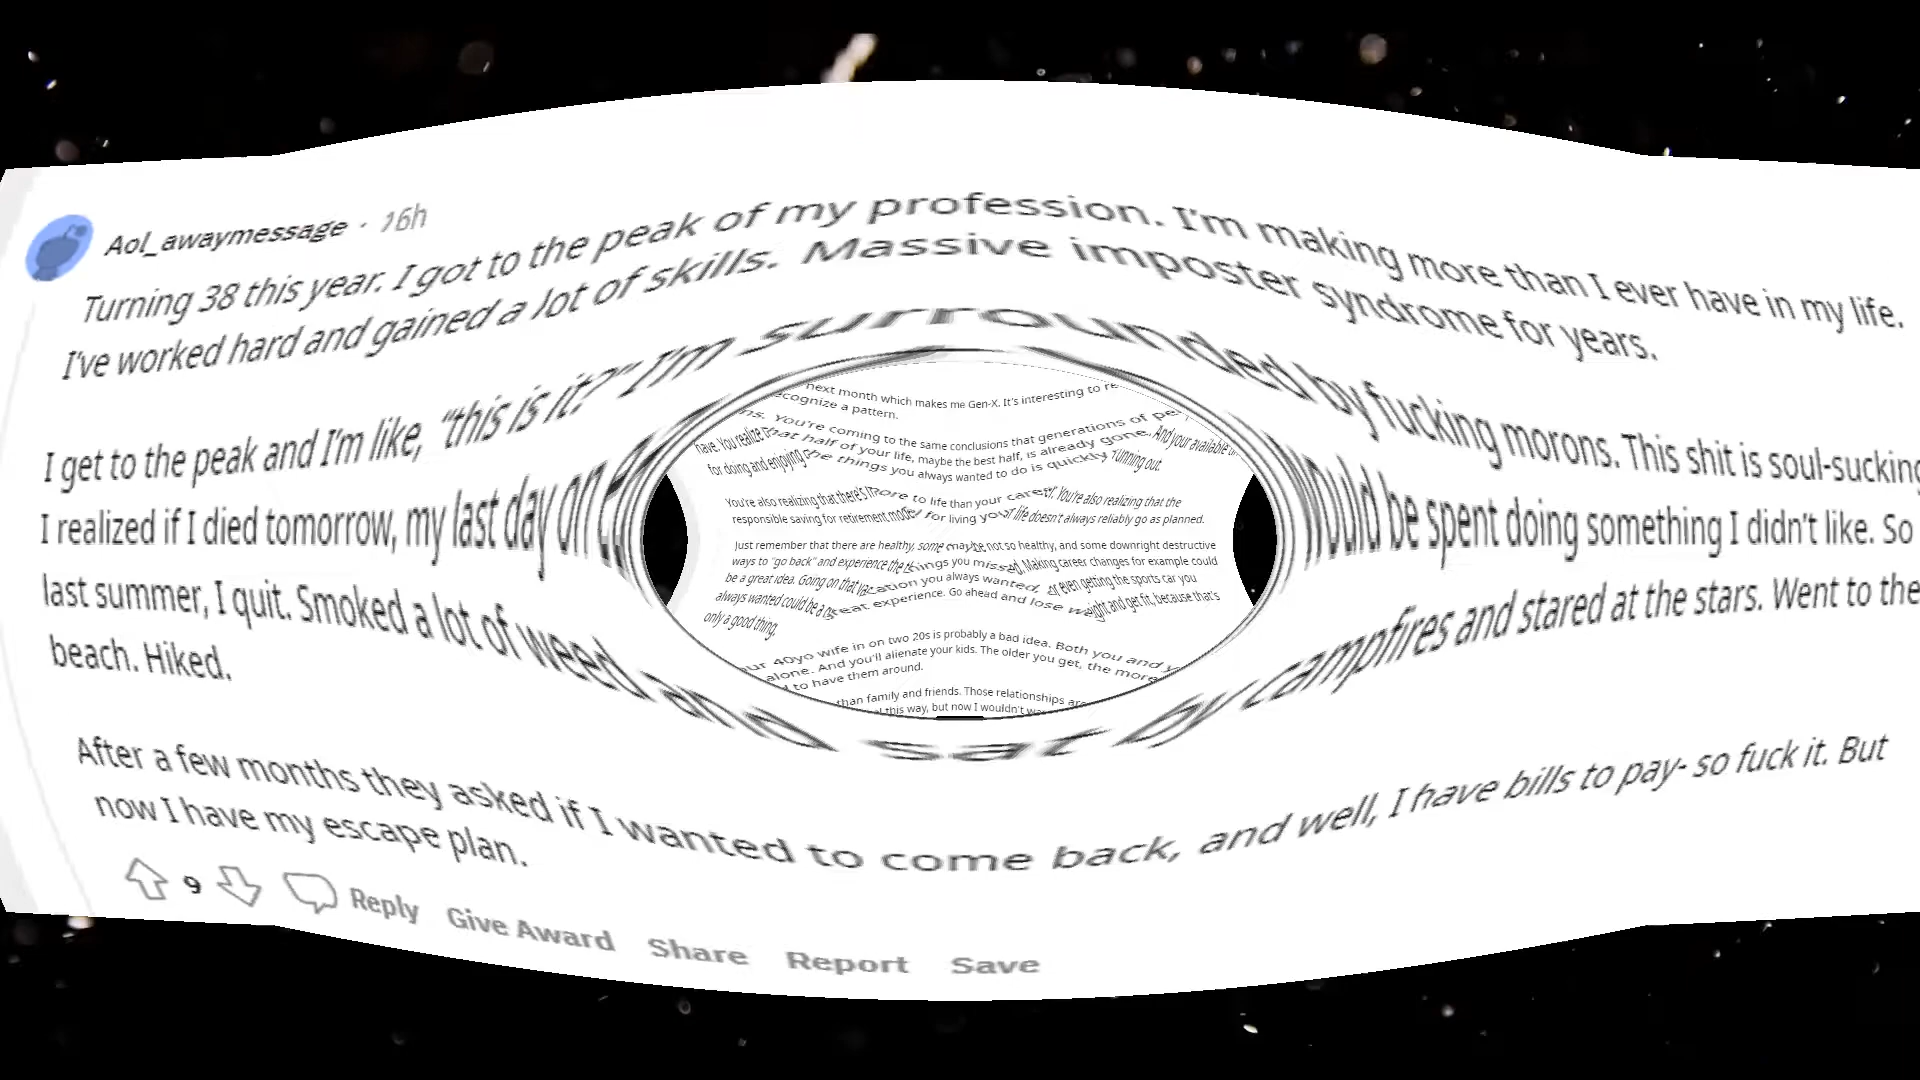 Aol_awaymessage · 16h
Turning 38 this year. I got to the peak of my profession. I'm making more than I ever have in my life.
I've worked hard and gained a lot of skills. Massive imposter syndrome for years.
I get to the peak and I'm like, "this is it?" I'm surrounded by fucking morons. This shit is soul-sucking
I realized if I died tomorrow, my last day on would be spent doing something I didn't like. So
last summer, I quit. Smoked a lot of weed and sat by campfires and stared at the stars. Went to the
beach. Hiked.
After a few months they asked if I wanted to come back, and well, I have bills to pay- so fuck it. But
now I have my escape plan.
9 Reply Give Award Share Report Save
next month which makes me Gen-X. It's interesting to re
ecognize a pattern.
ns. You're coming to the same conclusions that generations of pe
have. You realize that half of your life, maybe the best half, is already gone. And your available
for doing and enjoying the things you always wanted to do is quickly running out.
You're also realizing that there's more to life than your career. You're also realizing that the
responsible saving for retirement model for living your life doesn't always reliably go as planned.
Just remember that there are healthy, some maybe not so healthy, and some downright destructive
ways to "go back" and experience the things you missed. Making career changes for example could
be a great idea. Going on that vacation you always wanted, or even getting the sports car you
always wanted could be a great experience. Go ahead and lose weight and get fit, because that's
only a good thing.
ur 40yo wife in on two 20s is probably a bad idea. Both you and y
alone. And you'll alienate your kids. The older you get, the more
to have them around.
than family and friends. Those relationships are
this way, but now I wouldn't